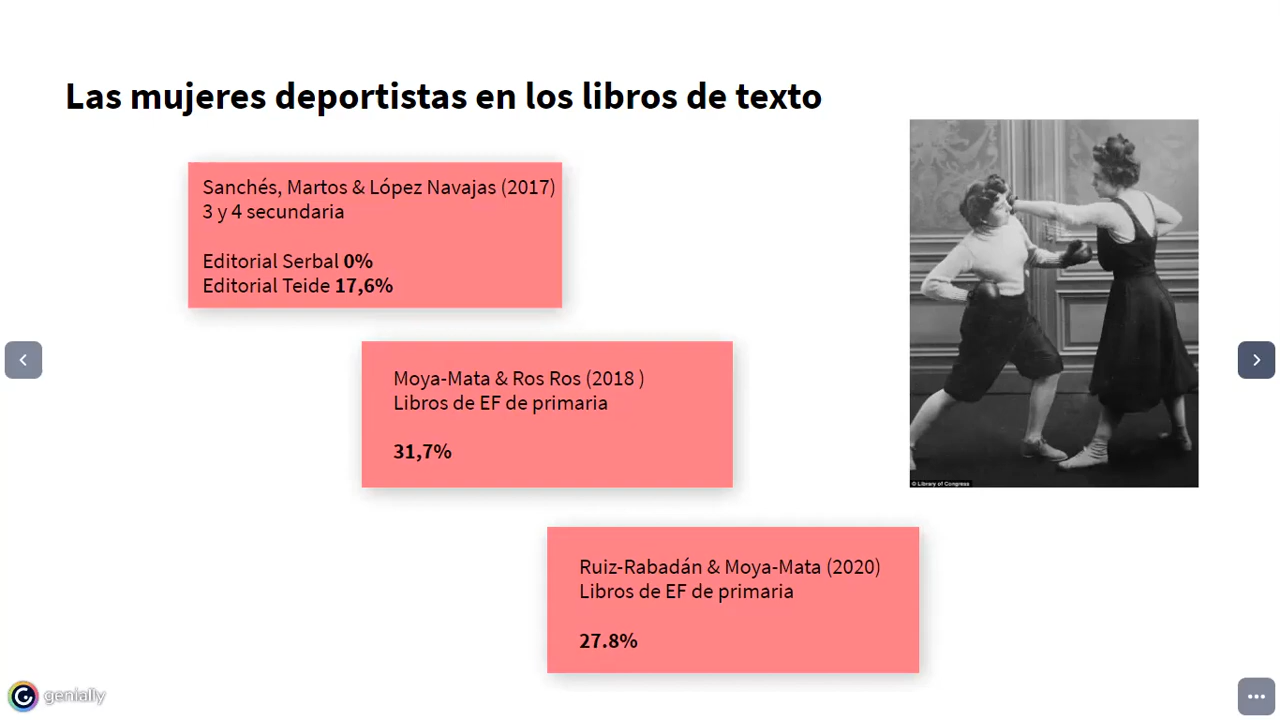 Las mujeres deportistas en los libros de texto
Sanchés, Martos & López Navajas (2017)
3 y 4 secundaria
Editorial Serbal 0%
Editorial Teide 17,6%
Moya-Mata & Ros Ros (2018 )
Libros de EF de primaria
31,7%
© Library of Congress
Ruiz-Rabadán & Moya-Mata (2020)
Libros de EF de primaria
27.8%
genially